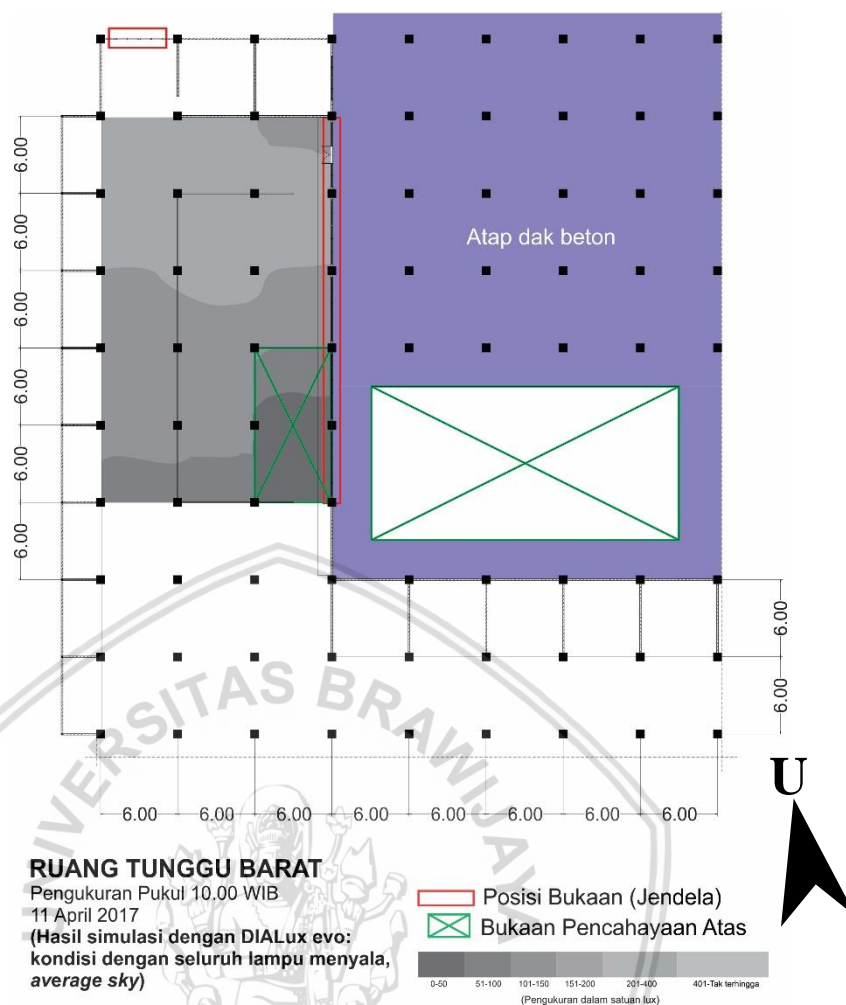 Atap dak beton
6.00
6.00
6.00
6.00
6.00
6.00
6.00
6.00
6.00 6.00 6.00 6.00 6.00 6.00 6.00 6.00
UNIVERSITAS BRAWIJAYA
U
RUANG TUNGGU BARAT
Pengukuran Pukul 10.00 WIB
11 April 2017
(Hasil simulasi dengan DIALux evo:
kondisi dengan seluruh lampu menyala,
average sky)
Posisi Bukaan (Jendela)
Bukaan Pencahayaan Atas
0-50 51-100 101-150 151-200 201-400 401-Tak terhingga
(Pengukuran dalam satuan lux)